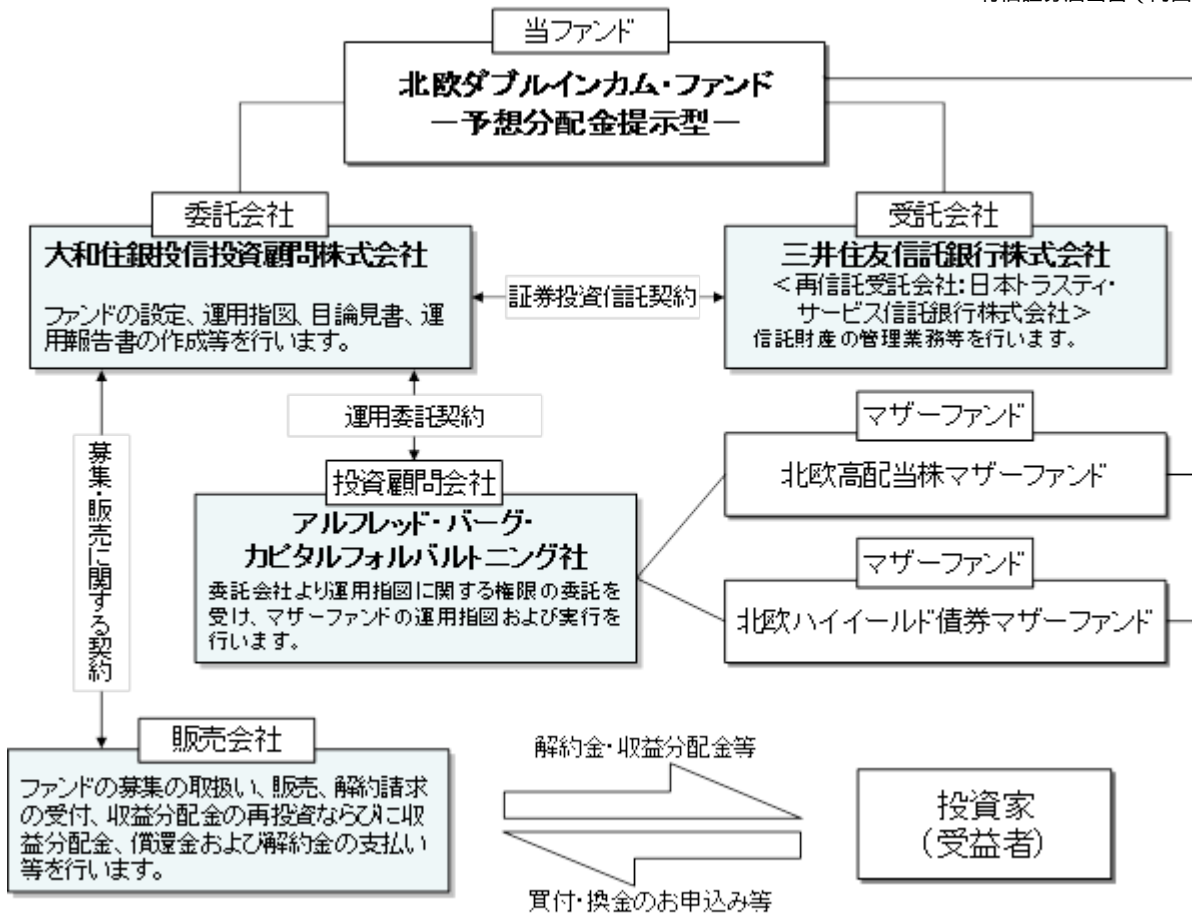 当ファンド
北欧ダブルインカム・ファンド
－予想分配金提示型－
委託会社
大和住銀投信投資顧問株式会社
ファンドの設定、運用指図、目論見書、運
用報告書の作成等を行います。
証券投資信託契約
受託会社
三井住友信託銀行株式会社
＜再信託受託会社：日本トラスティ・
サービス信託銀行株式会社＞
信託財産の管理業務等を行います。
運用委託契約
募集・販売に関する契約
投資顧問会社
アルフレッド・バーグ・
カピタルフォルバルトニング社
委託会社より運用指図に関する権限の委託を
受け、マザーファンドの運用指図および実行を
行います。
マザーファンド
北欧高配当株マザーファンド
マザーファンド
北欧ハイイールド債券マザーファンド
販売会社
ファンドの募集の取扱い、販売、解約請求
の受付、収益分配金の再投資ならびに収
益分配金、償還金および解約金の支払い
等を行います。
解約金・収益分配金等
買付・換金のお申込み等
投資家
（受益者）